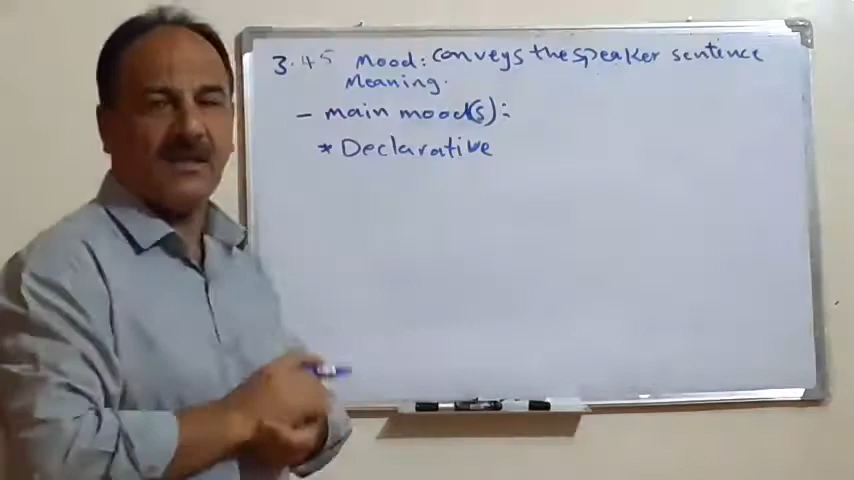 3.45 Mood: conveys the speaker sentence
Meaning.
- main mood(s):
* Declarative